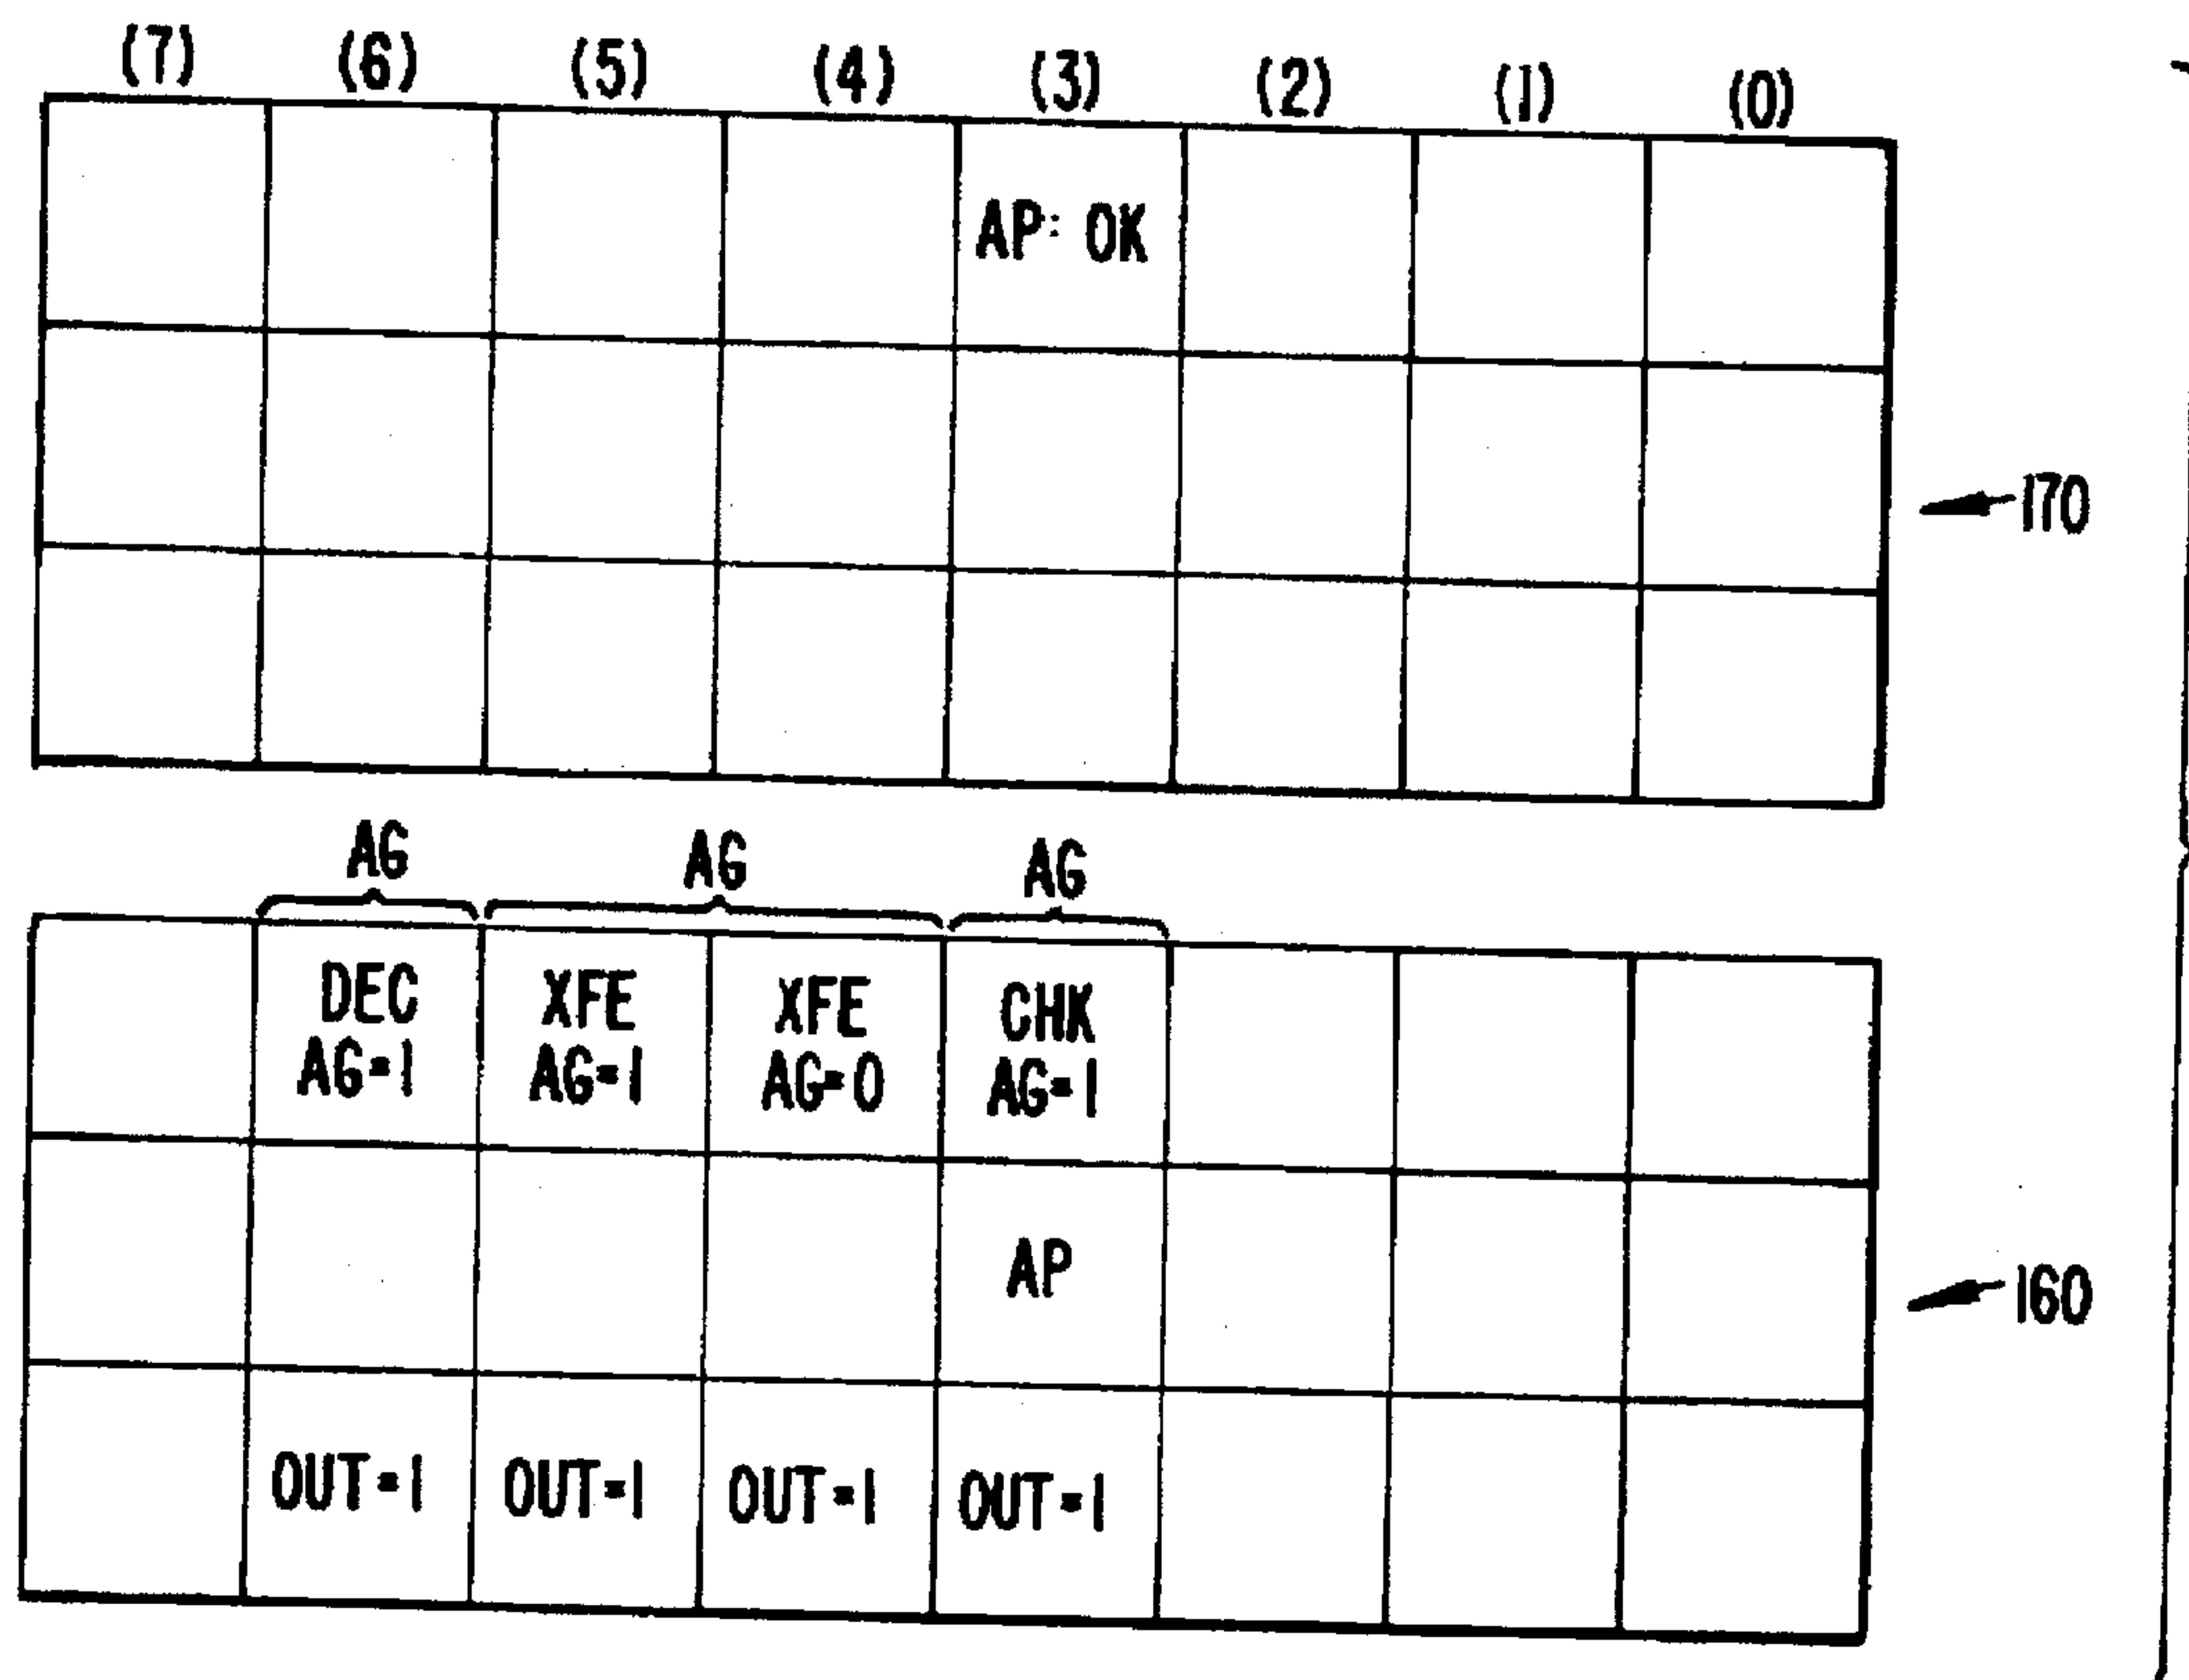 (7) (6) (5) (4) (3) (2) (1) (0)
AP: OK
170
AG AG AG
DEC XFE XFE CHK
AG=1 AG=1 AG=0 AG=1
AP
160
OUT=1 OUT=1 OUT=1 OUT=1